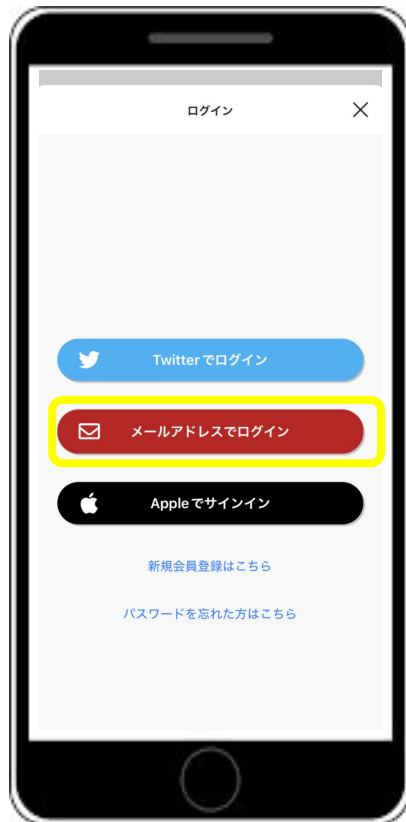 ログイン
Twitterでログイン
メールアドレスでログイン
Appleでサインイン
新規会員登録はこちら
パスワードを忘れた方はこちら